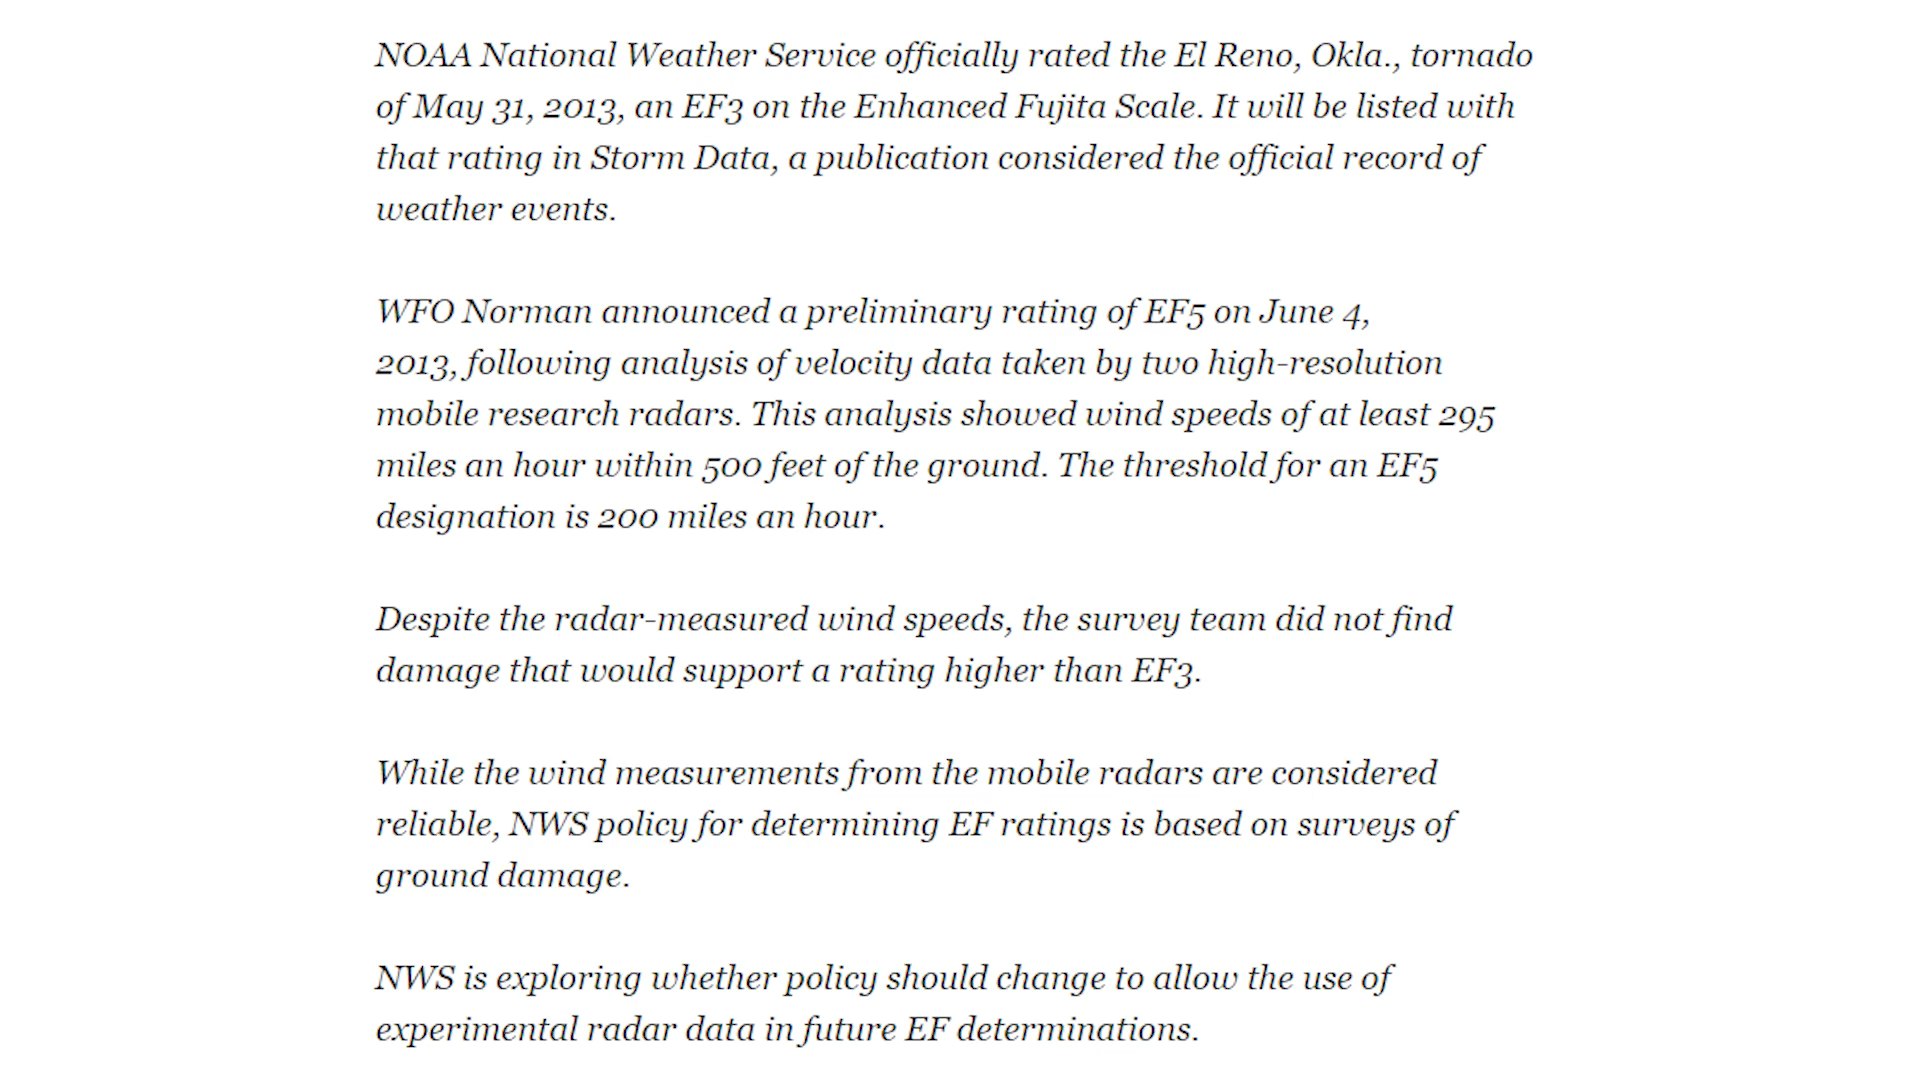 NOAA National Weather Service officially rated the El Reno, Okla., tornado
of May 31, 2013, an EF3 on the Enhanced Fujita Scale. It will be listed with
that rating in Storm Data, a publication considered the official record of
weather events.
WFO Norman announced a preliminary rating of EF5 on June 4,
2013, following analysis of velocity data taken by two high-resolution
mobile research radars. This analysis showed wind speeds of at least 295
miles an hour within 500 feet of the ground. The threshold for an EF5
designation is 200 miles an hour.
Despite the radar-measured wind speeds, the survey team did not find
damage that would support a rating higher than EF3.
While the wind measurements from the mobile radars are considered
reliable, NWS policy for determining EF ratings is based on surveys of
ground damage.
NWS is exploring whether policy should change to allow the use of
experimental radar data in future EF determinations.